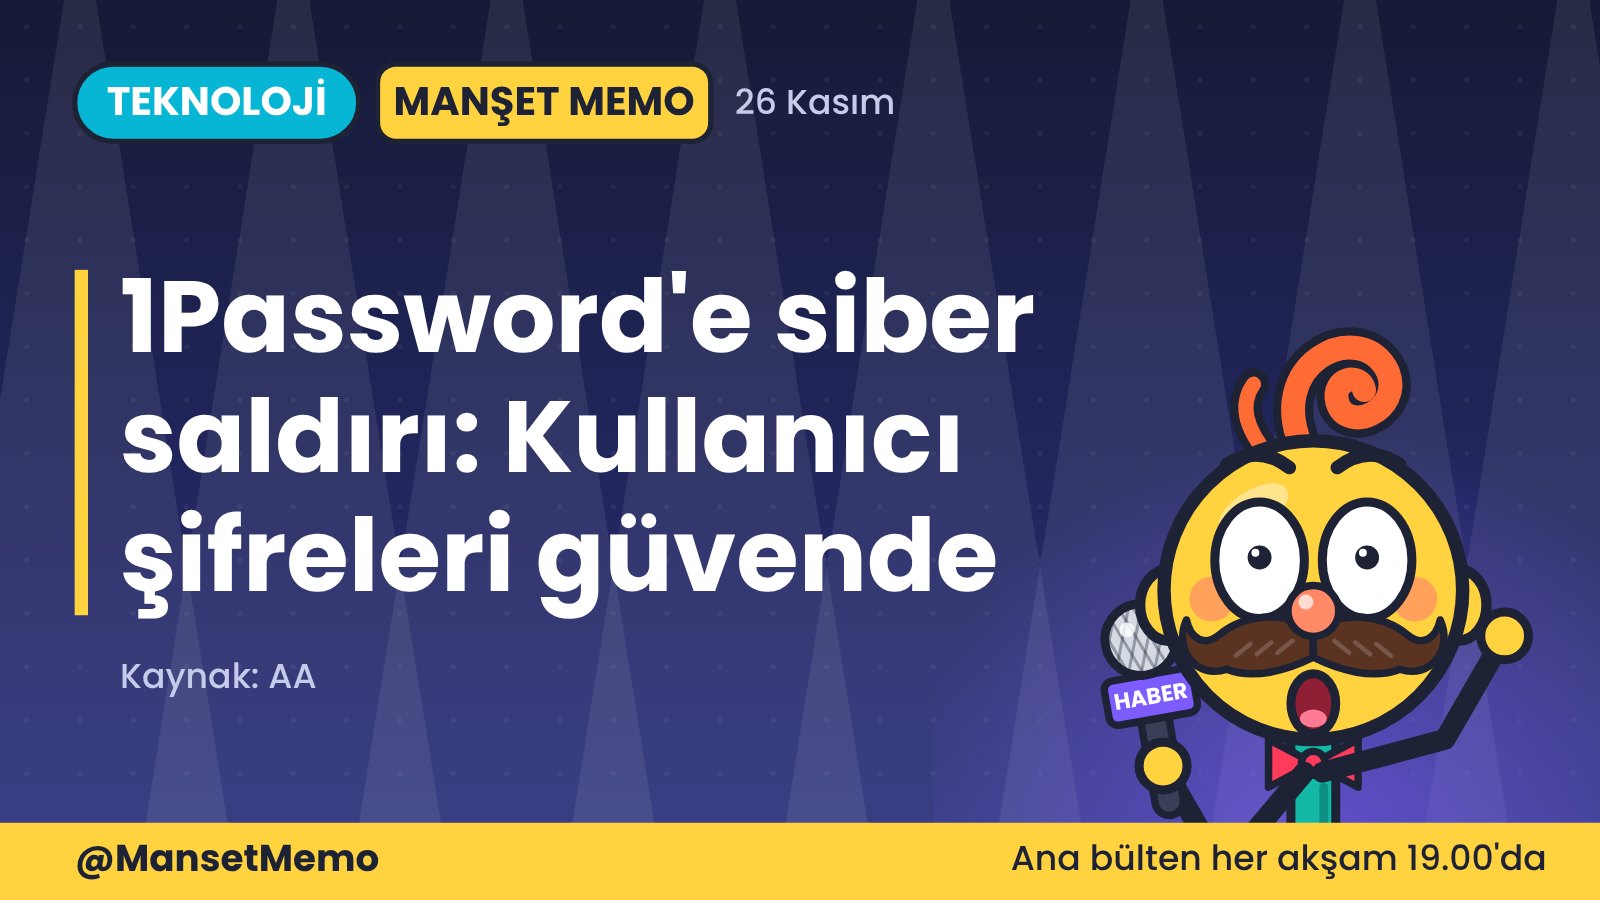 TEKNOLOJİ
MANŞET MEMO
26 Kasım
1Password'e siber
saldırı: Kullanıcı
şifreleri güvende
Kaynak: AA
HABER
@MansetMemo
Ana bülten her akşam 19.00'da